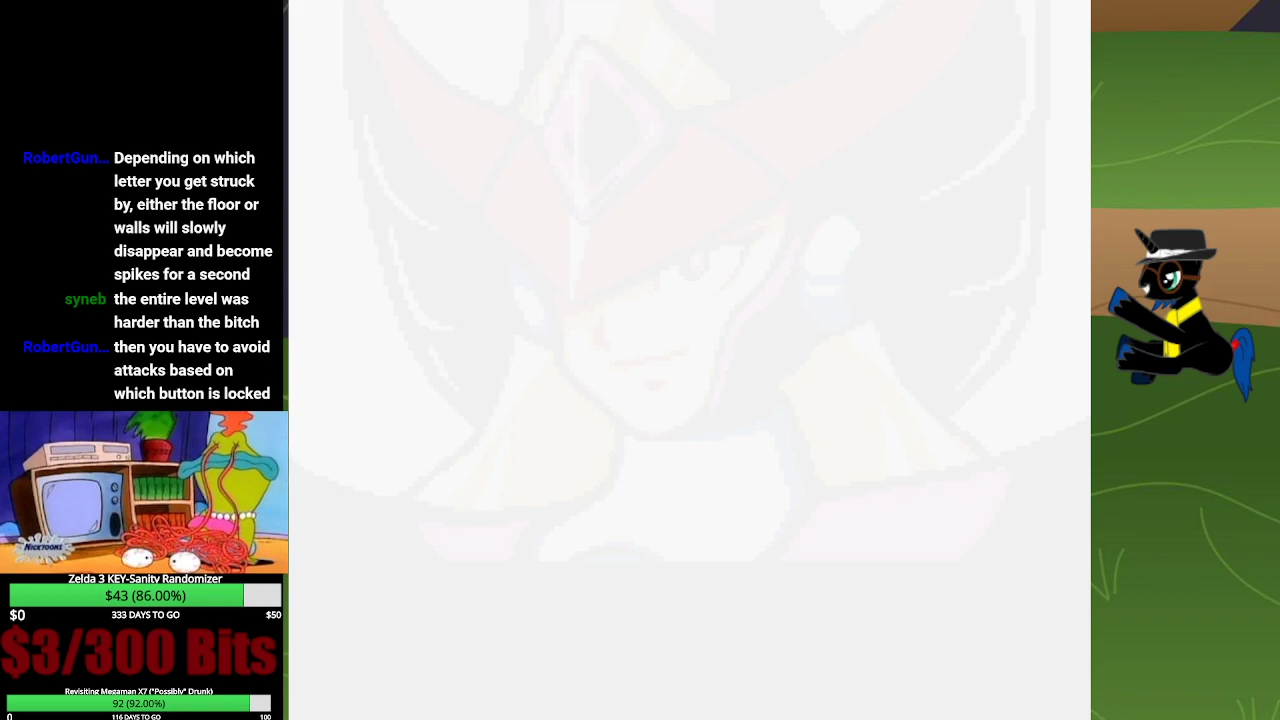 RobertGun... Depending on which
letter you get struck
by, either the floor or
walls will slowly
disappear and become
spikes for a second
syneb the entire level was
harder than the bitch
RobertGun... then you have to avoid
attacks based on
which button is locked
NICKTOONS
Zelda 3 KEY-Sanity Randomizer
$43 (86.00%)
$0 333 DAYS TO GO $50
$3/300 Bits
Revisiting Megaman X7 ("Possibly" Drunk)
92 (92.00%)
0 116 DAYS TO GO 100